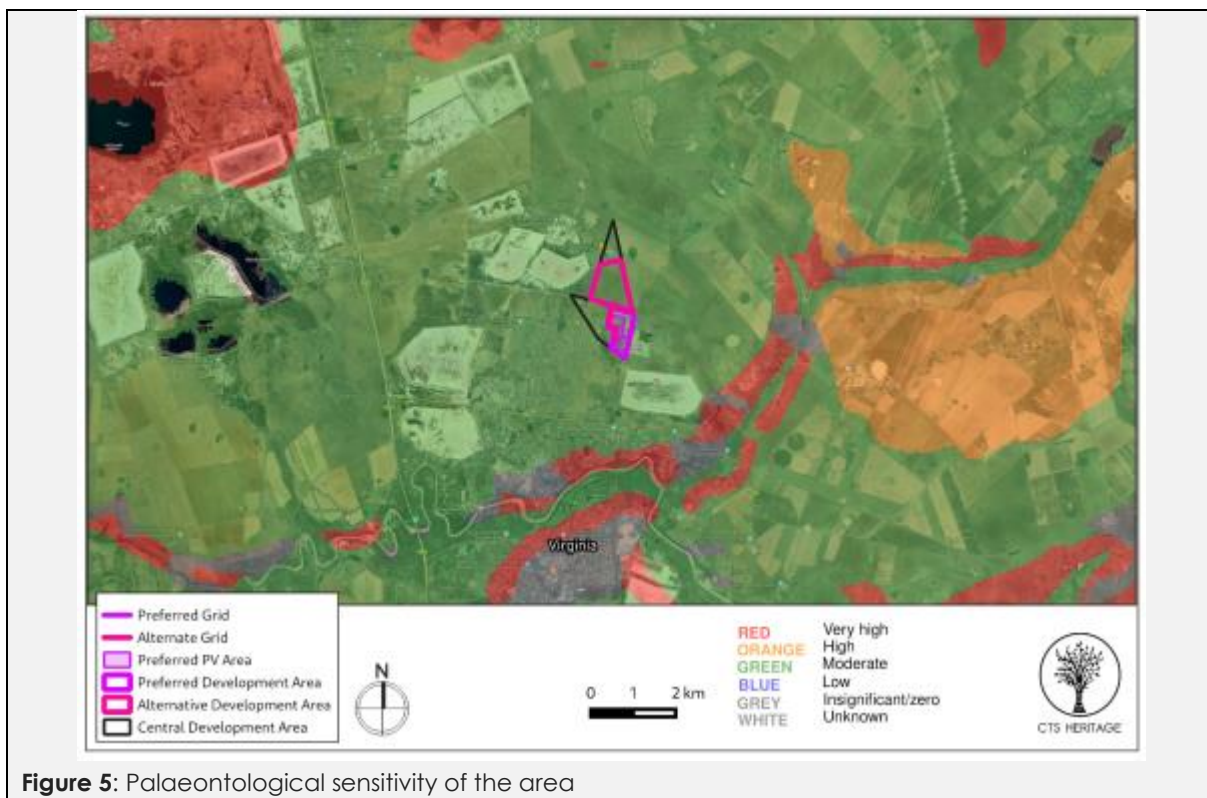 Virginia
Preferred Grid
Alternate Grid
Preferred PV Area
Preferred Development Area
Alternative Development Area
Central Development Area
N
0 1 2 km
RED Very high
ORANGE High
GREEN Moderate
BLUE Low
GREY Insignificant/zero
WHITE Unknown
CTS HERITAGE
Figure 5: Palaeontological sensitivity of the area